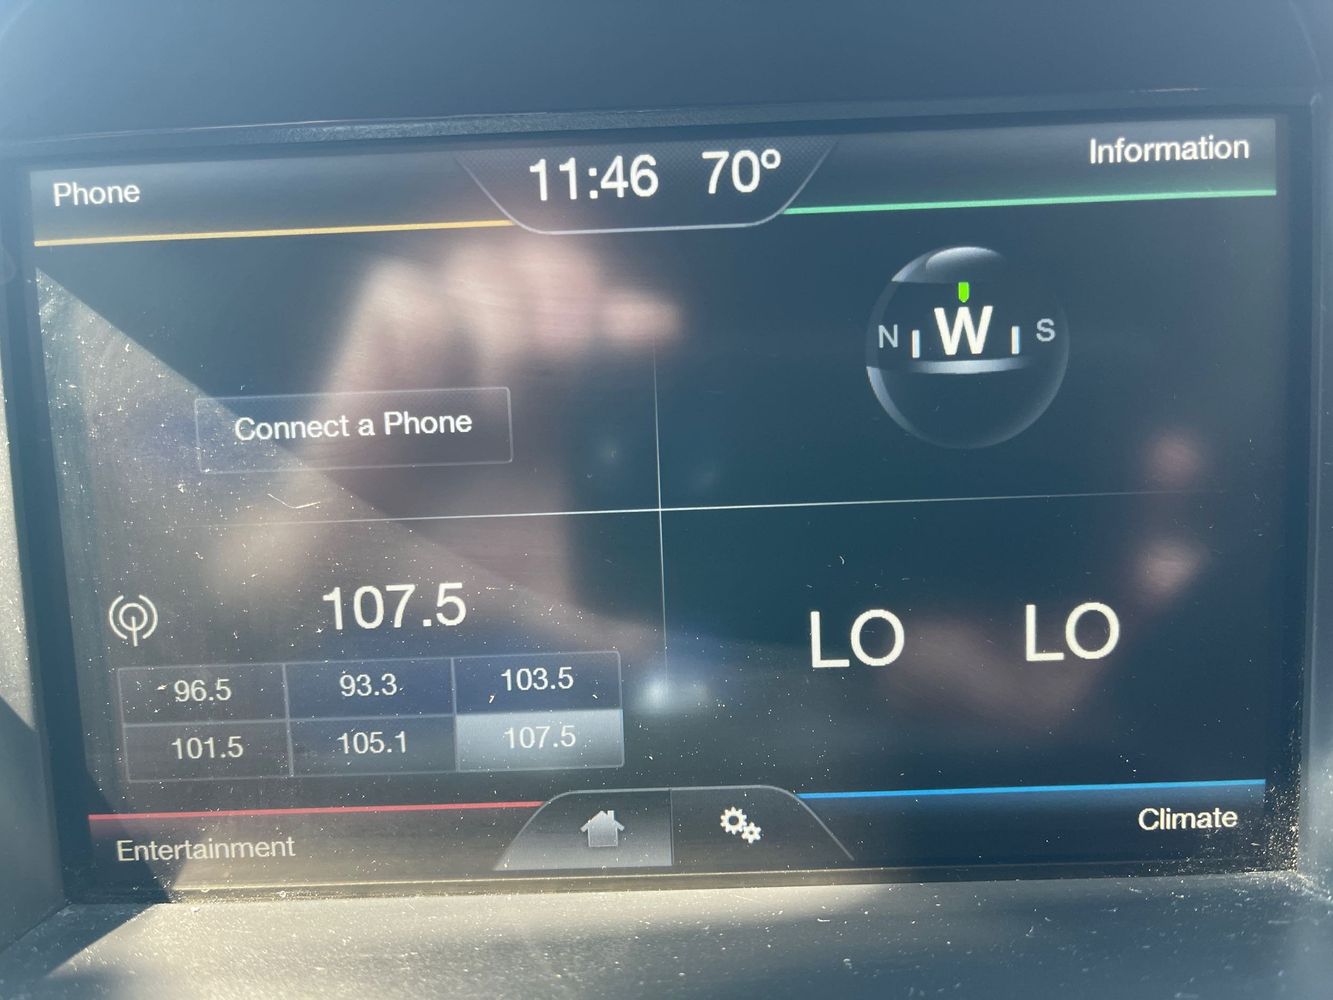 Phone
11:46 70°
Information
N W S
Connect a Phone
107.5
96.5 93.3 103.5
101.5 105.1 107.5
LO LO
Entertainment
Climate